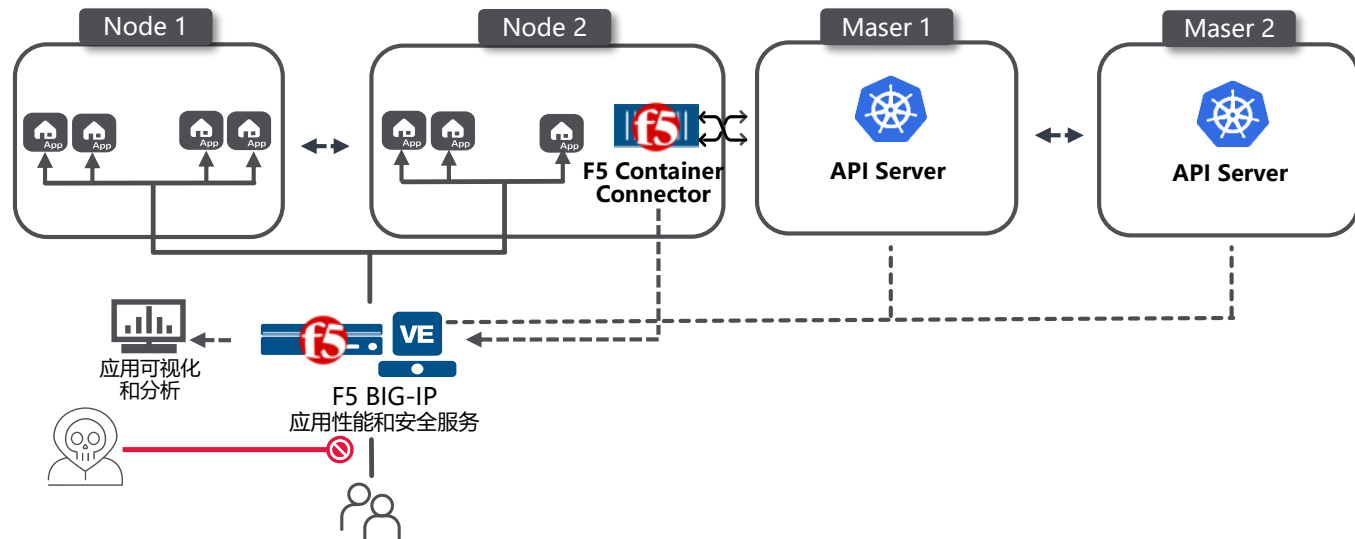 Node 1
Node 2
Maser 1
Maser 2
App
App
App
App
App
App
App
f5
F5 Container
Connector
API Server
API Server
f5
VE
应用可视化
和分析
F5 BIG-IP
应用性能和安全服务